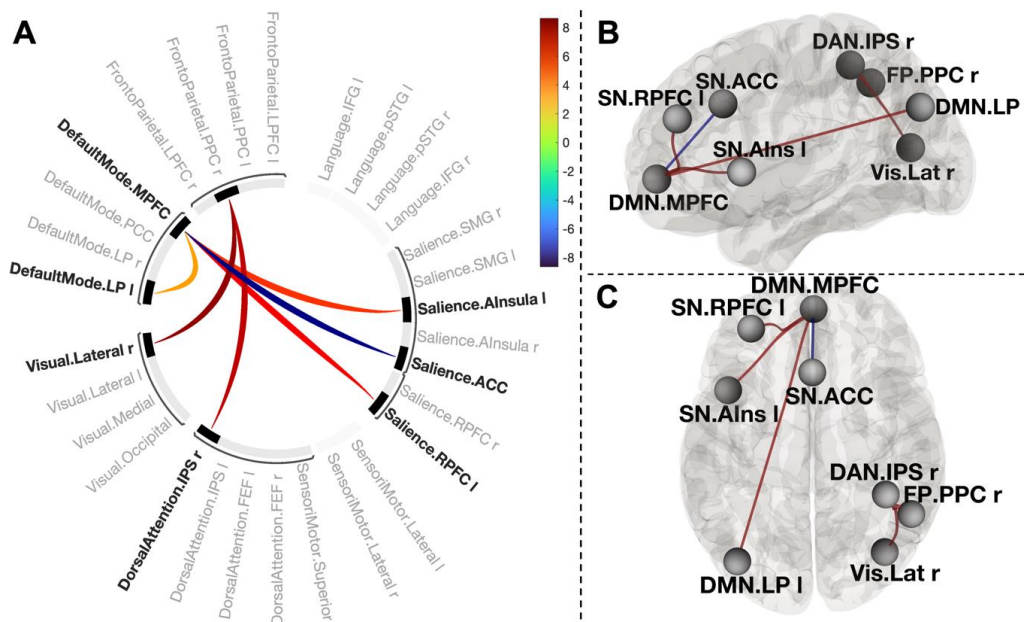 A
FrontoParietal.LPFC r
FrontoParietal.PPC r
FrontoParietal.PPC l
FrontoParietal.LPFC l
Language.IFG l
Language.pSTG l
Language.pSTG r
Language.IFG r
Salience.SMG r
Salience.SMG l
Salience.AInsula l
Salience.AInsula r
Salience.ACC
Salience.RPFC r
Salience.RPFC l
SensoriMotor.Lateral l
SensoriMotor.Lateral r
SensoriMotor.Superior
DorsalAttention.FEF r
DorsalAttention.FEF l
DorsalAttention.IPS l
DorsalAttention.IPS r
Visual.Occipital
Visual.Medial
Visual.Lateral l
Visual.Lateral r
DefaultMode.LP l
DefaultMode.LP r
DefaultMode.PCC
DefaultMode.MPFC
8
6
4
2
0
-2
-4
-6
-8
B
DAN.IPS r
FP.PPC r
SN.ACC
SN.RPFC l
DMN.LP
SN.AIns l
Vis.Lat r
DMN.MPFC
C
DMN.MPFC
SN.RPFC l
SN.ACC
SN.AIns l
DAN.IPS r
FP.PPC r
Vis.Lat r
DMN.LP l